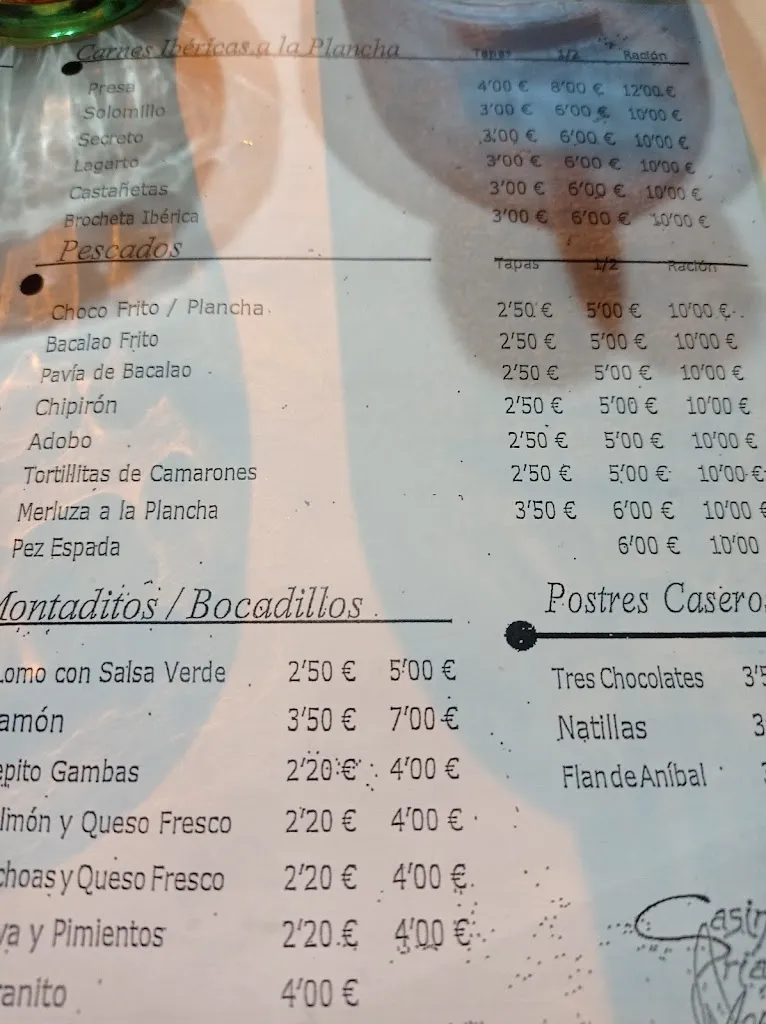 Carnes Ibéricas a la Plancha Tapas 1/2 Ración
Presa 4'00 € 8'00 € 12'00 €
Solomillo 3'00 € 6'00 € 10'00 €
Secreto 3'00 € 6'00 € 10'00 €
Lagarto 3'00 € 6'00 € 10'00 €
Castañetas 3'00 € 6'00 € 10'00 €
Brocheta Ibérica 3'00 € 6'00 € 10'00 €
Pescados Tapas 1/2 Ración
Choco Frito / Plancha 2'50 € 5'00 € 10'00 €
Bacalao Frito 2'50 € 5'00 € 10'00 €
Pavía de Bacalao 2'50 € 5'00 € 10'00 €
Chipirón 2'50 € 5'00 € 10'00 €
Adobo 2'50 € 5'00 € 10'00 €
Tortillitas de Camarones 2'50 € 5'00 € 10'00 €
Merluza a la Plancha 3'50 € 6'00 € 10'00 €
Pez Espada 6'00 € 10'00
Montaditos / Bocadillos
Lomo con Salsa Verde 2'50 € 5'00 €
amón 3'50 € 7'00 €
epito Gambas 2'20 € 4'00 €
lmón y Queso Fresco 2'20 € 4'00 €
choas y Queso Fresco 2'20 € 4'00 €
va y Pimientos 2'20 € 4'00 €
anito 4'00 €
Postres Casero
Tres Chocolates 3'5
Natillas 3
Flan de Aníbal